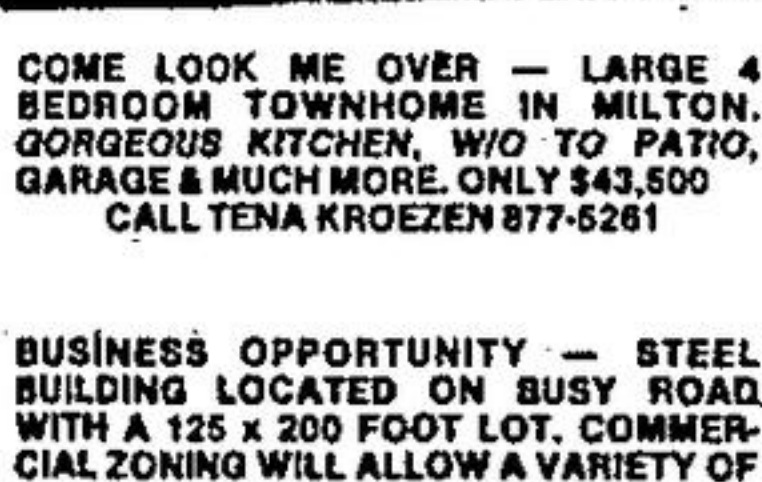 COME LOOK ME OVER — LARGE 4
BEDROOM TOWNHOME IN MILTON.
GORGEOUS KITCHEN, W/O TO PATIO,
GARAGE & MUCH MORE. ONLY $43,500
CALL TENA KROEZEN 877-5261
BUSINESS OPPORTUNITY — STEEL
BUILDING LOCATED ON BUSY ROAD
WITH A 125 x 200 FOOT LOT. COMMER-
CIAL ZONING WILL ALLOW A VARIETY OF